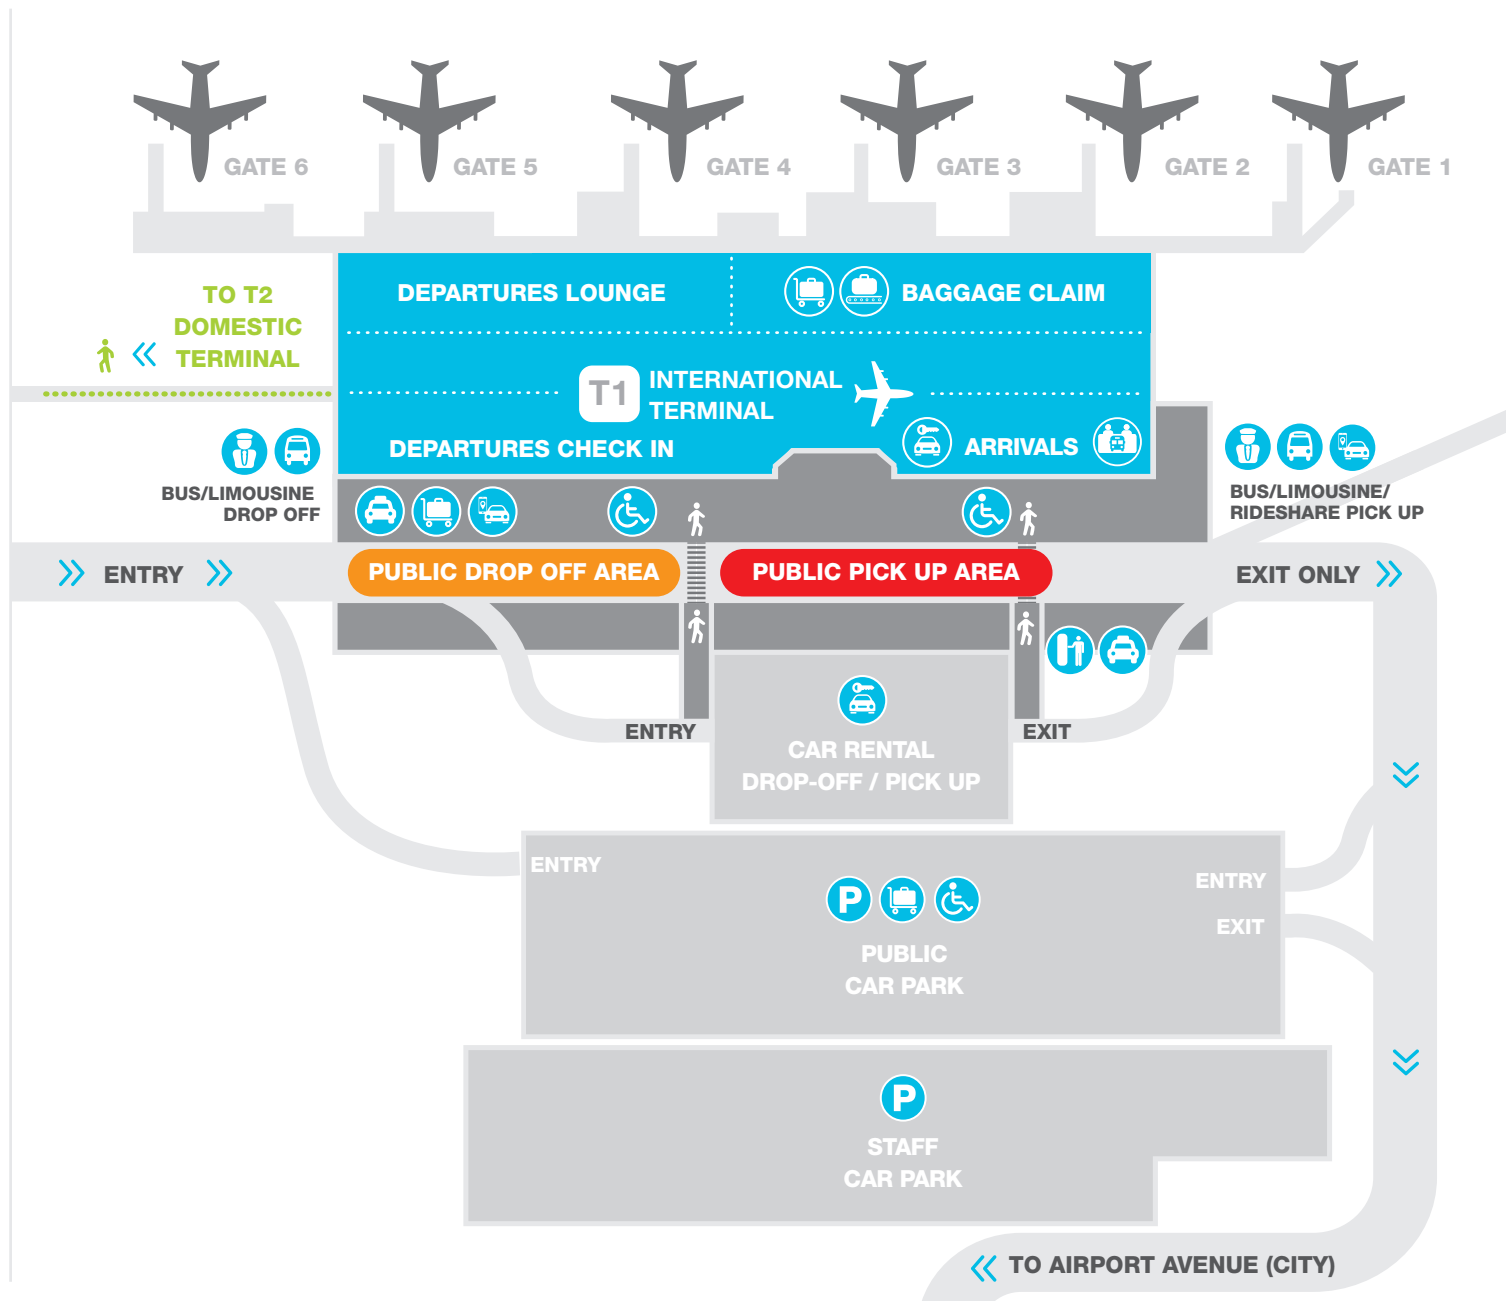 GATE 6
GATE 5
GATE 4
GATE 3
GATE 2
GATE 1
TO T2
DOMESTIC
TERMINAL
DEPARTURES LOUNGE
BAGGAGE CLAIM
T1
INTERNATIONAL
TERMINAL
DEPARTURES CHECK IN
ARRIVALS
BUS/LIMOUSINE
DROP OFF
BUS/LIMOUSINE/
RIDESHARE PICK UP
ENTRY
PUBLIC DROP OFF AREA
PUBLIC PICK UP AREA
EXIT ONLY
ENTRY
EXIT
CAR RENTAL
DROP-OFF / PICK UP
ENTRY
ENTRY
EXIT
P
PUBLIC
CAR PARK
P
STAFF
CAR PARK
TO AIRPORT AVENUE (CITY)